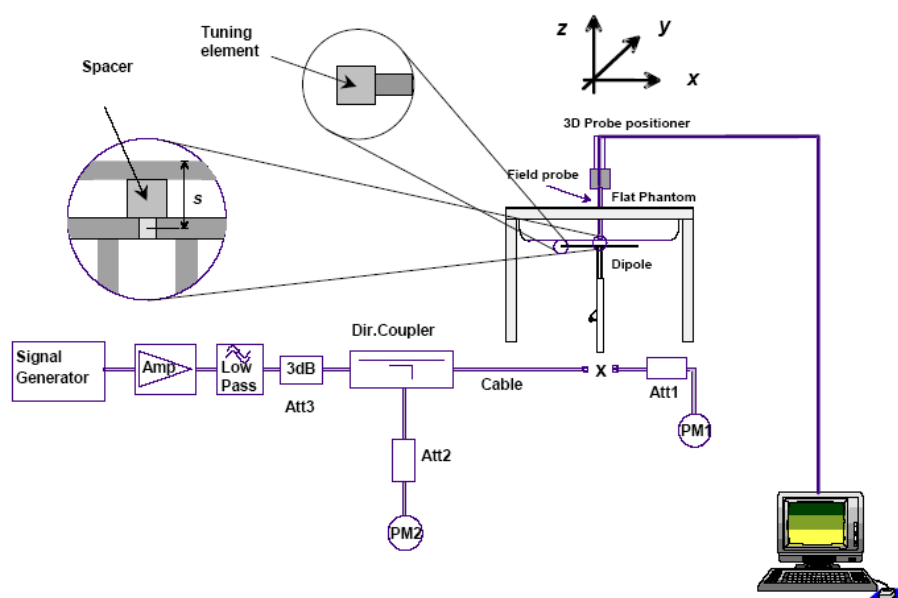 Tuning
element
Spacer
s
z
y
x
3D Probe positioner
Field probe
Flat Phantom
Dipole
Dir.Coupler
Signal
Generator
Amp
Low
Pass
3dB
Att3
Cable
x
Att1
PM1
Att2
PM2